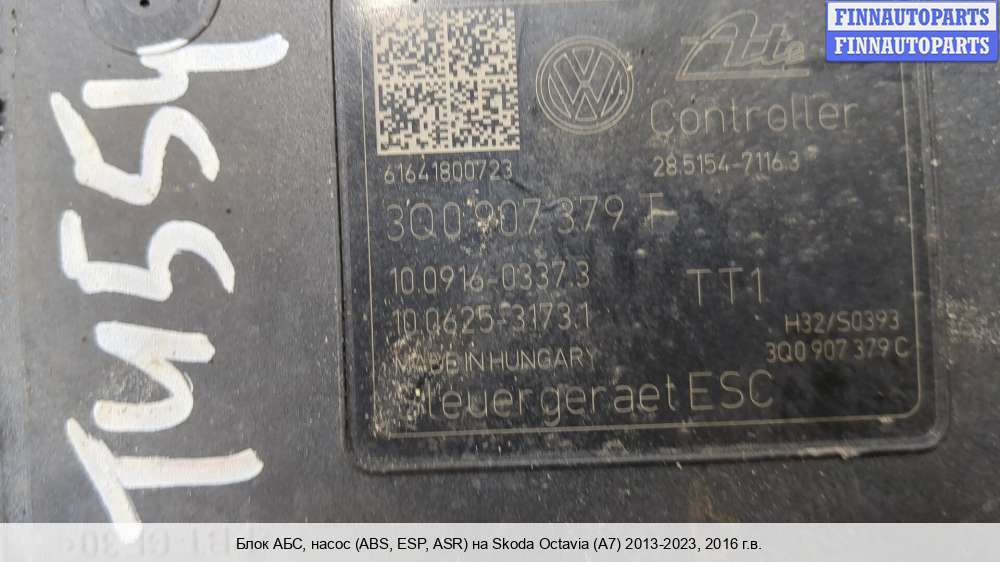 FINNAUTOPARTS
FINNAUTOPARTS
TU554
Ate
Controller
61641800723
28.5154-7116.3
3Q0 907 379 F
10.0916-0337.3
TT1
10.0625-3173.1
H32/S0393
3Q0 907 379 C
MADE IN HUNGARY
Steuergeraet ESC
Блок АБС, насос (ABS, ESP, ASR) на Skoda Octavia (A7) 2013-2023, 2016 г.в.